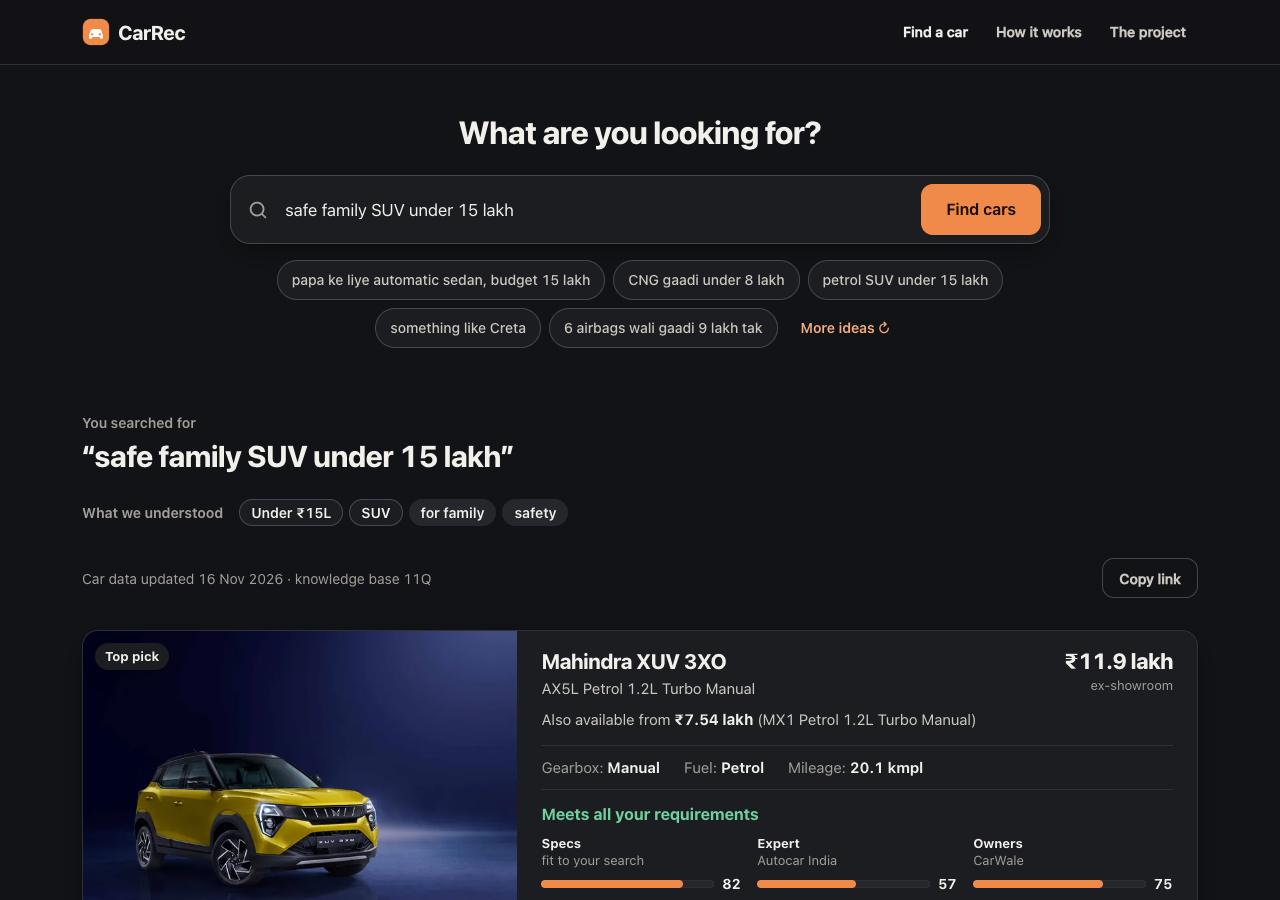 CarRec
Find a car
How it works
The project
What are you looking for?
safe family SUV under 15 lakh
Find cars
papa ke liye automatic sedan, budget 15 lakh
CNG gaadi under 8 lakh
petrol SUV under 15 lakh
something like Creta
6 airbags wali gaadi 9 lakh tak
More ideas ↻
You searched for
“safe family SUV under 15 lakh”
What we understood
Under ₹15L
SUV
for family
safety
Car data updated 16 Nov 2026 · knowledge base 11Q
Copy link
Top pick
Mahindra XUV 3XO
₹11.9 lakh
AX5L Petrol 1.2L Turbo Manual
ex-showroom
Also available from ₹7.54 lakh (MX1 Petrol 1.2L Turbo Manual)
Gearbox: Manual
Fuel: Petrol
Mileage: 20.1 kmpl
Meets all your requirements
Specs
fit to your search
82
Expert
Autocar India
57
Owners
CarWale
75
XUV 3XO